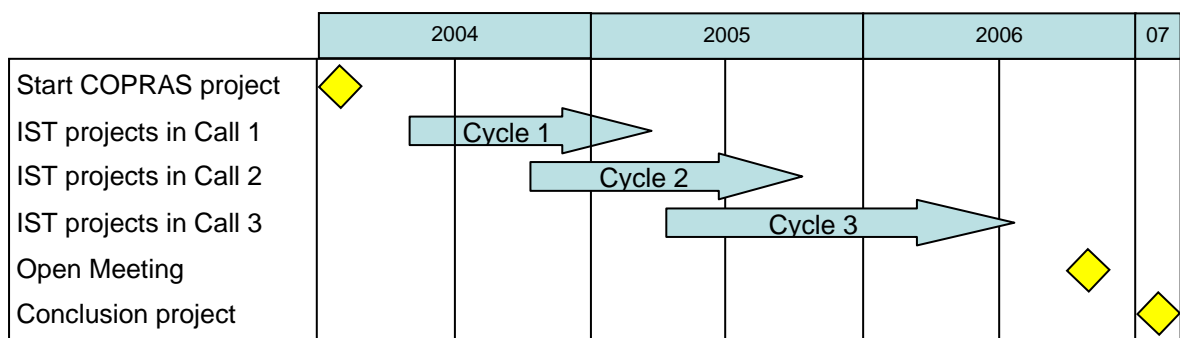 2004 2005 2006 07
Start COPRAS project
IST projects in Call 1 Cycle 1
IST projects in Call 2 Cycle 2
IST projects in Call 3 Cycle 3
Open Meeting
Conclusion project